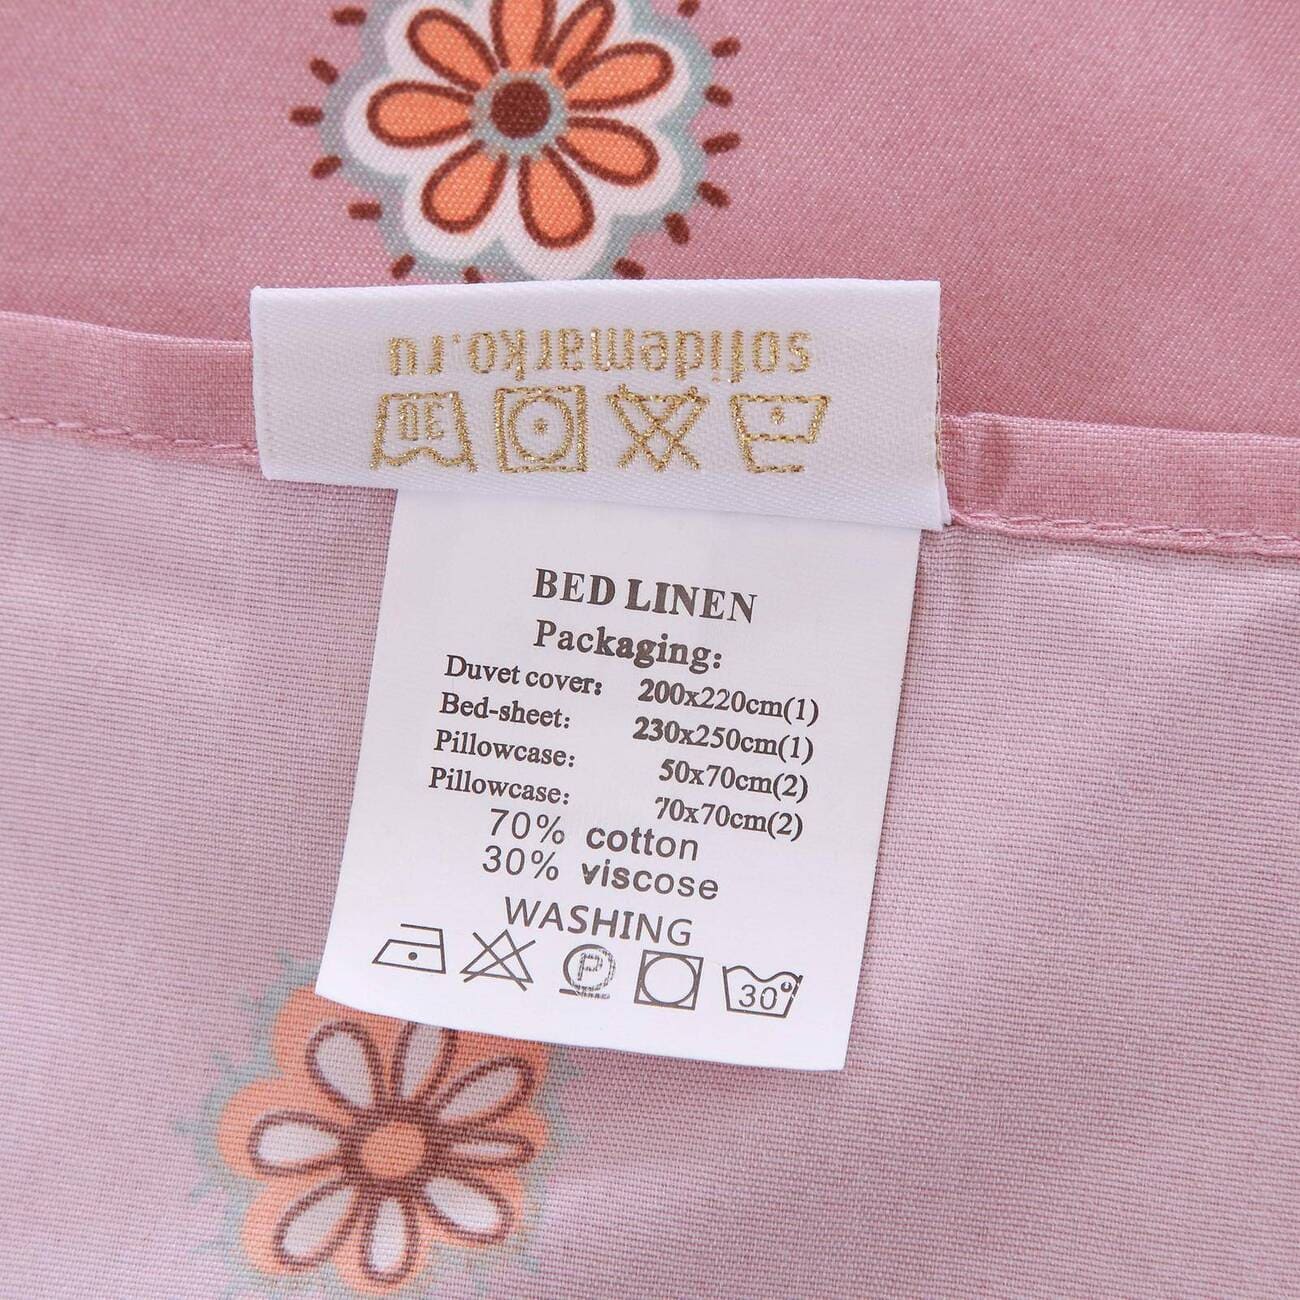 solidemarko.ru
30
BED LINEN
Packaging:
Duvet cover: 200x220cm(1)
Bed-sheet: 230x250cm(1)
Pillowcase: 50x70cm(2)
Pillowcase: 70x70cm(2)
70% cotton
30% viscose
WASHING
P 30°